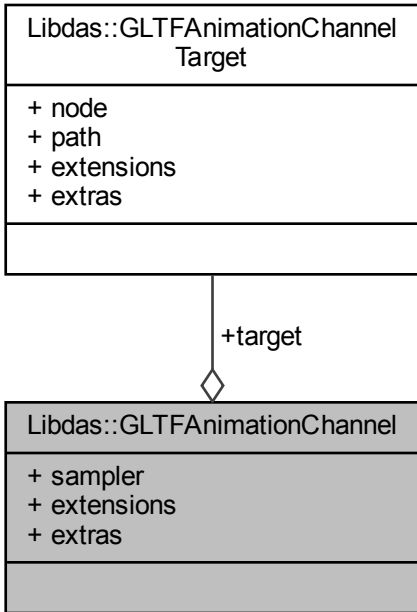 Libdas::GLTFAnimationChannel
Target
+ node
+ path
+ extensions
+ extras
+target
Libdas::GLTFAnimationChannel
+ sampler
+ extensions
+ extras